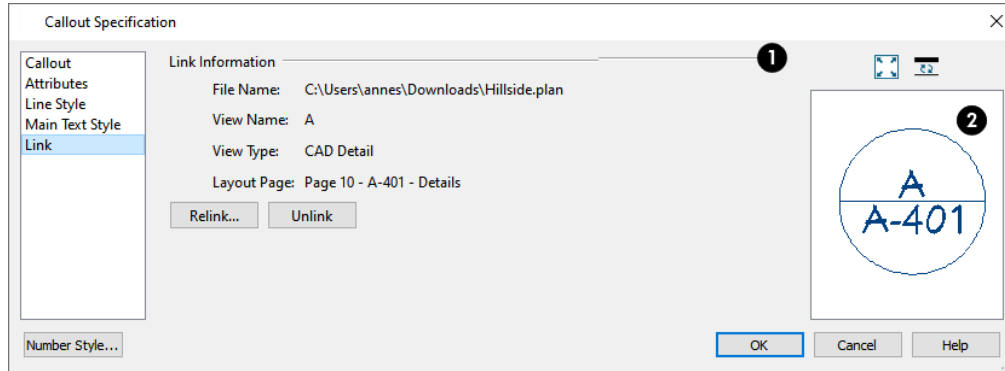 Callout Specification
Callout
Attributes
Line Style
Main Text Style
Link
Link Information
1
File Name: C:\Users\annes\Downloads\Hillside.plan
View Name: A
View Type: CAD Detail
Layout Page: Page 10 - A-401 - Details
Relink... Unlink
2
A
A-401
Number Style... OK Cancel Help